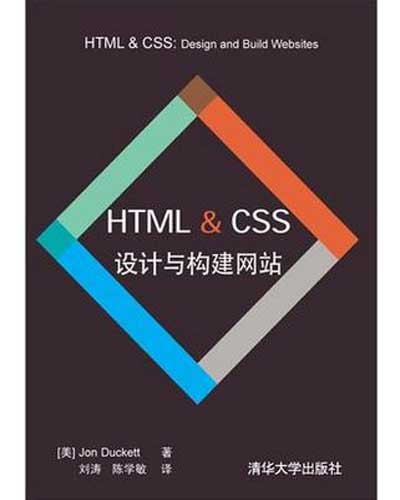 HTML & CSS: Design and Build Websites
HTML & CSS
设计与构建网站
[美] Jon Duckett 著
刘涛 陈学敏 译
清华大学出版社